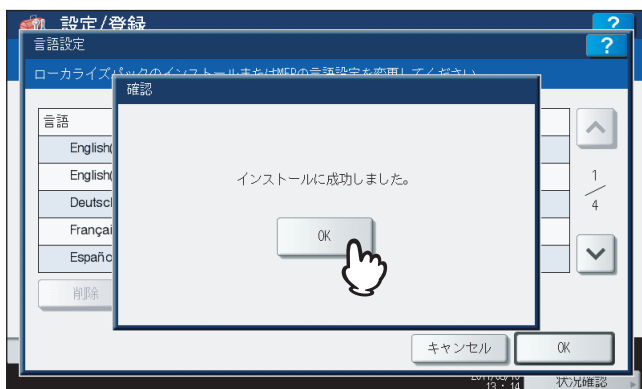 設定/登録
?
言語設定
?
ローカライズパックのインストールまたはMFPの言語設定を変更してください
確認
言語
English(
English(
Deutsc
Françai
Españo
インストールに成功しました。
OK
1
4
削除
キャンセル
OK
13:14
状況確認